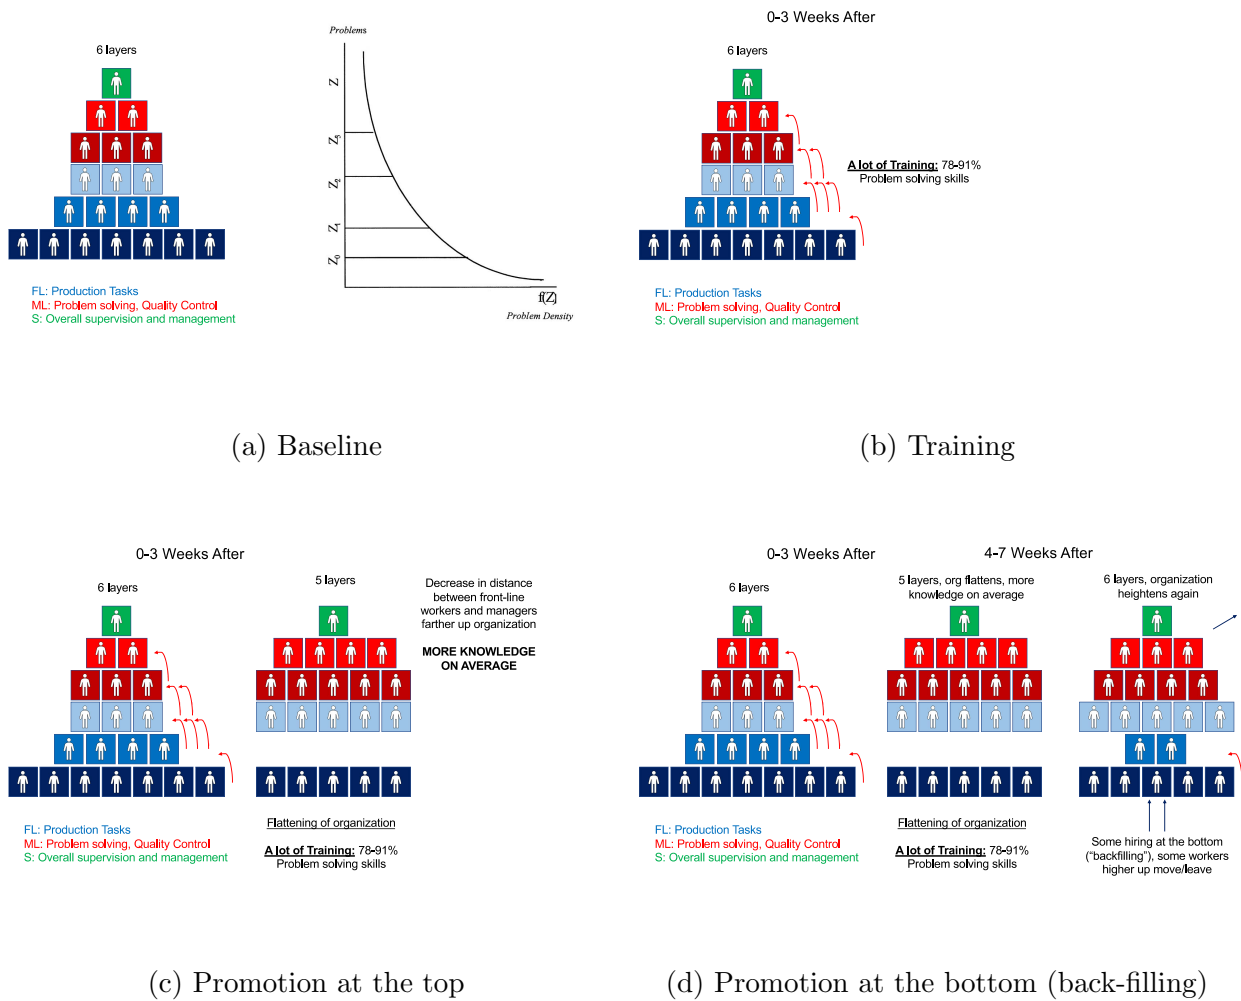 Problems
6 layers
Z
Z₃
Z₂
Z₁
Z₀
f(Z)
Problem Density
FL: Production Tasks
ML: Problem solving, Quality Control
S: Overall supervision and management
(a) Baseline
0-3 Weeks After
6 layers
A lot of Training: 78-91%
Problem solving skills
FL: Production Tasks
ML: Problem solving, Quality Control
S: Overall supervision and management
(b) Training
0-3 Weeks After
6 layers
5 layers
Decrease in distance
between front-line
workers and managers
farther up organization
MORE KNOWLEDGE
ON AVERAGE
FL: Production Tasks
ML: Problem solving, Quality Control
S: Overall supervision and management
Flattening of organization
A lot of Training: 78-91%
Problem solving skills
(c) Promotion at the top
0-3 Weeks After
4-7 Weeks After
6 layers
5 layers, org flattens, more
knowledge on average
6 layers, organization
heightens again
FL: Production Tasks
ML: Problem solving, Quality Control
S: Overall supervision and management
Flattening of organization
A lot of Training: 78-91%
Problem solving skills
Some hiring at the bottom
("backfilling"), some workers
higher up move/leave
(d) Promotion at the bottom (back-filling)